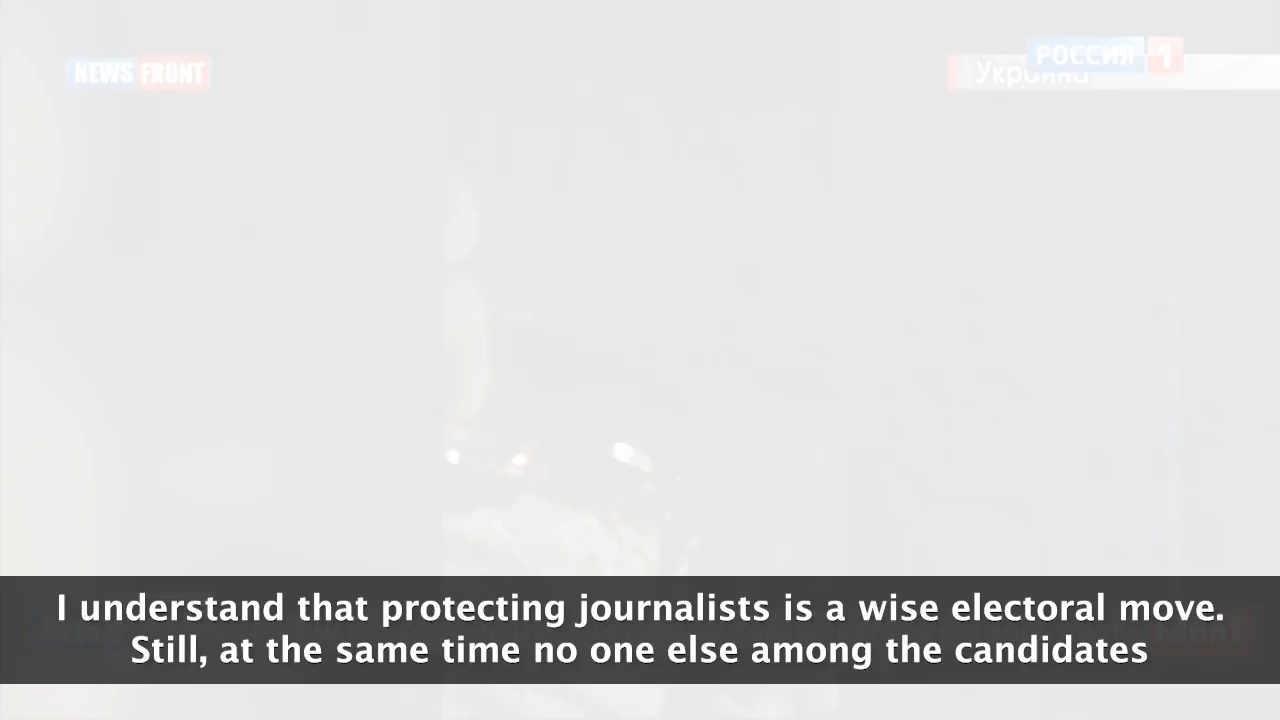 NEWS FRONT
РОССИЯ 1
Украина
I understand that protecting journalists is a wise electoral move.
Still, at the same time no one else among the candidates